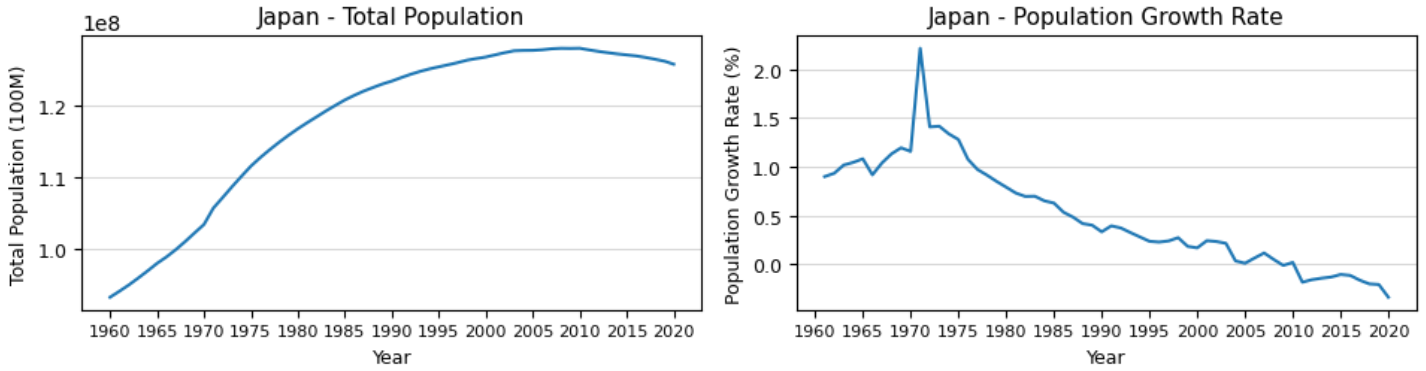 Japan - Total Population
1e8
Total Population (100M)
1.2
1.1
1.0
1960 1965 1970 1975 1980 1985 1990 1995 2000 2005 2010 2015 2020
Year
Japan - Population Growth Rate
Population Growth Rate (%)
2.0
1.5
1.0
0.5
0.0
1960 1965 1970 1975 1980 1985 1990 1995 2000 2005 2010 2015 2020
Year